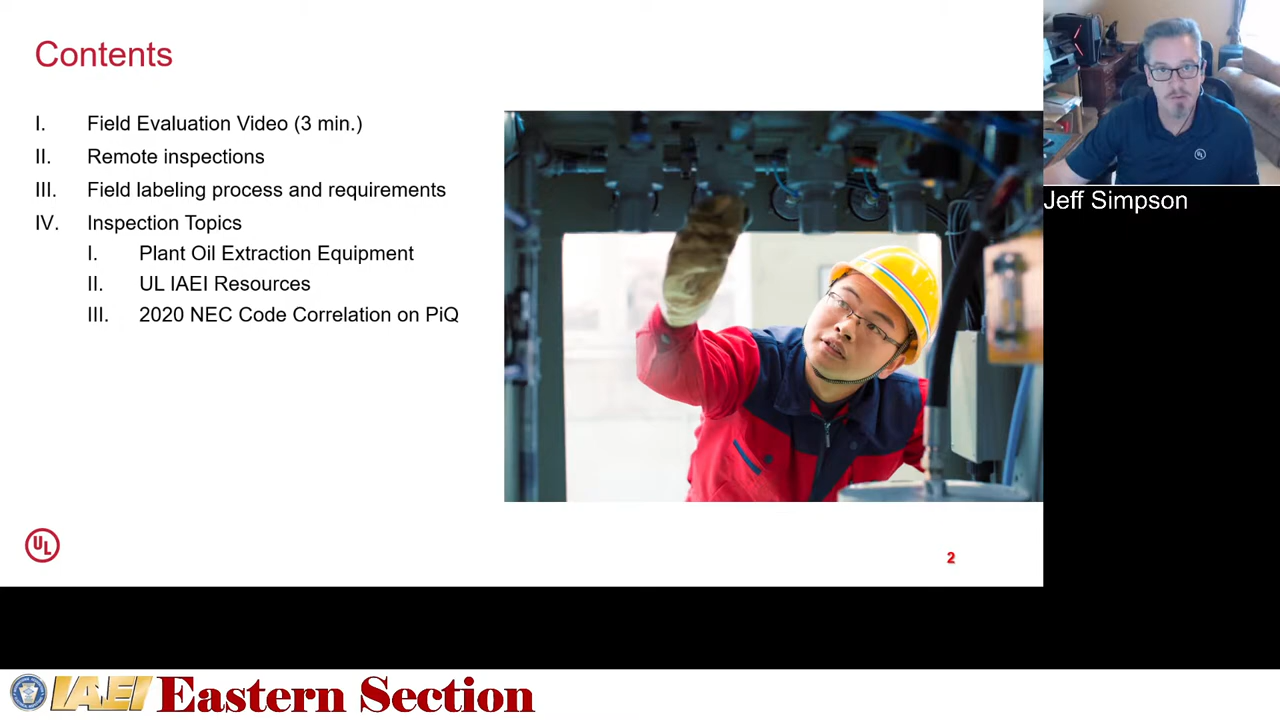 Contents
I. Field Evaluation Video (3 min.)
II. Remote inspections
III. Field labeling process and requirements
IV. Inspection Topics
I. Plant Oil Extraction Equipment
II. UL IAEI Resources
III. 2020 NEC Code Correlation on PiQ
UL
2
Jeff Simpson
IAEI Eastern Section